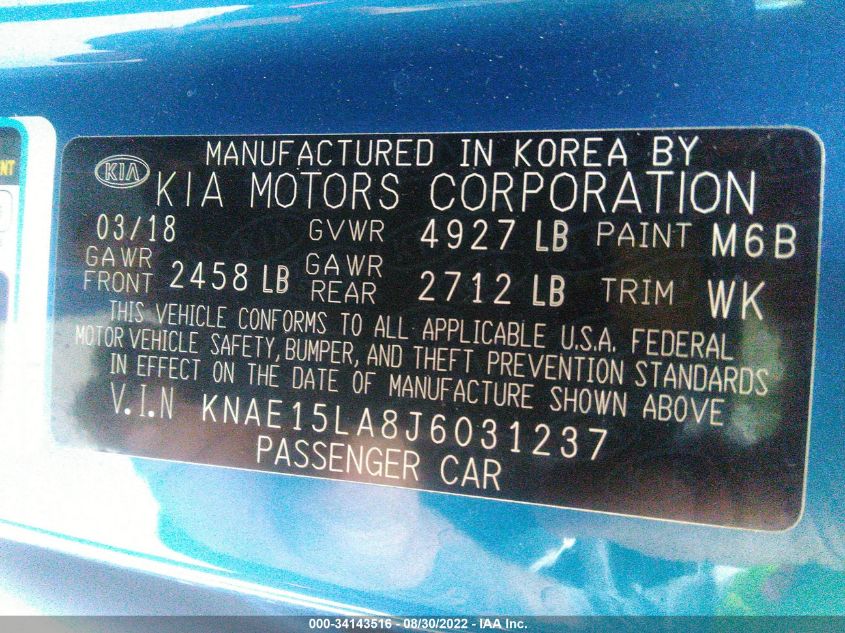 MANUFACTURED IN KOREA BY
KIA KIA MOTORS CORPORATION
03/18 GVWR 4927 LB PAINT M6B
GAWR FRONT 2458 LB GAWR REAR 2712 LB TRIM WK
THIS VEHICLE CONFORMS TO ALL APPLICABLE U.S.A. FEDERAL
MOTOR VEHICLE SAFETY, BUMPER, AND THEFT PREVENTION STANDARDS
IN EFFECT ON THE DATE OF MANUFACTURE SHOWN ABOVE
V.I.N KNAE15LA8J6031237
PASSENGER CAR
000-34143516 - 08/30/2022 - IAA Inc.